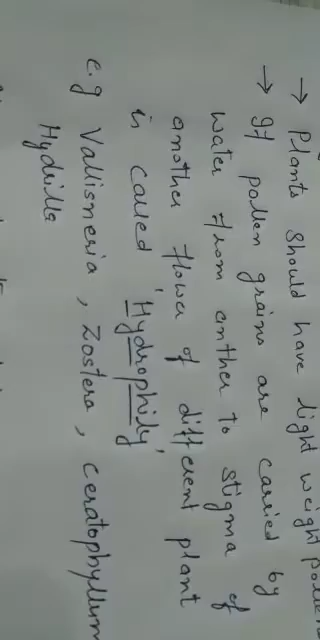 → Plants should have light weight pollen
→ If pollen grains are carried by
water from anther to stigma of
another flower of different plant
is called 'Hydrophily'
e.g Vallisneria, Zostera, ceratophyllum
Hydrilla